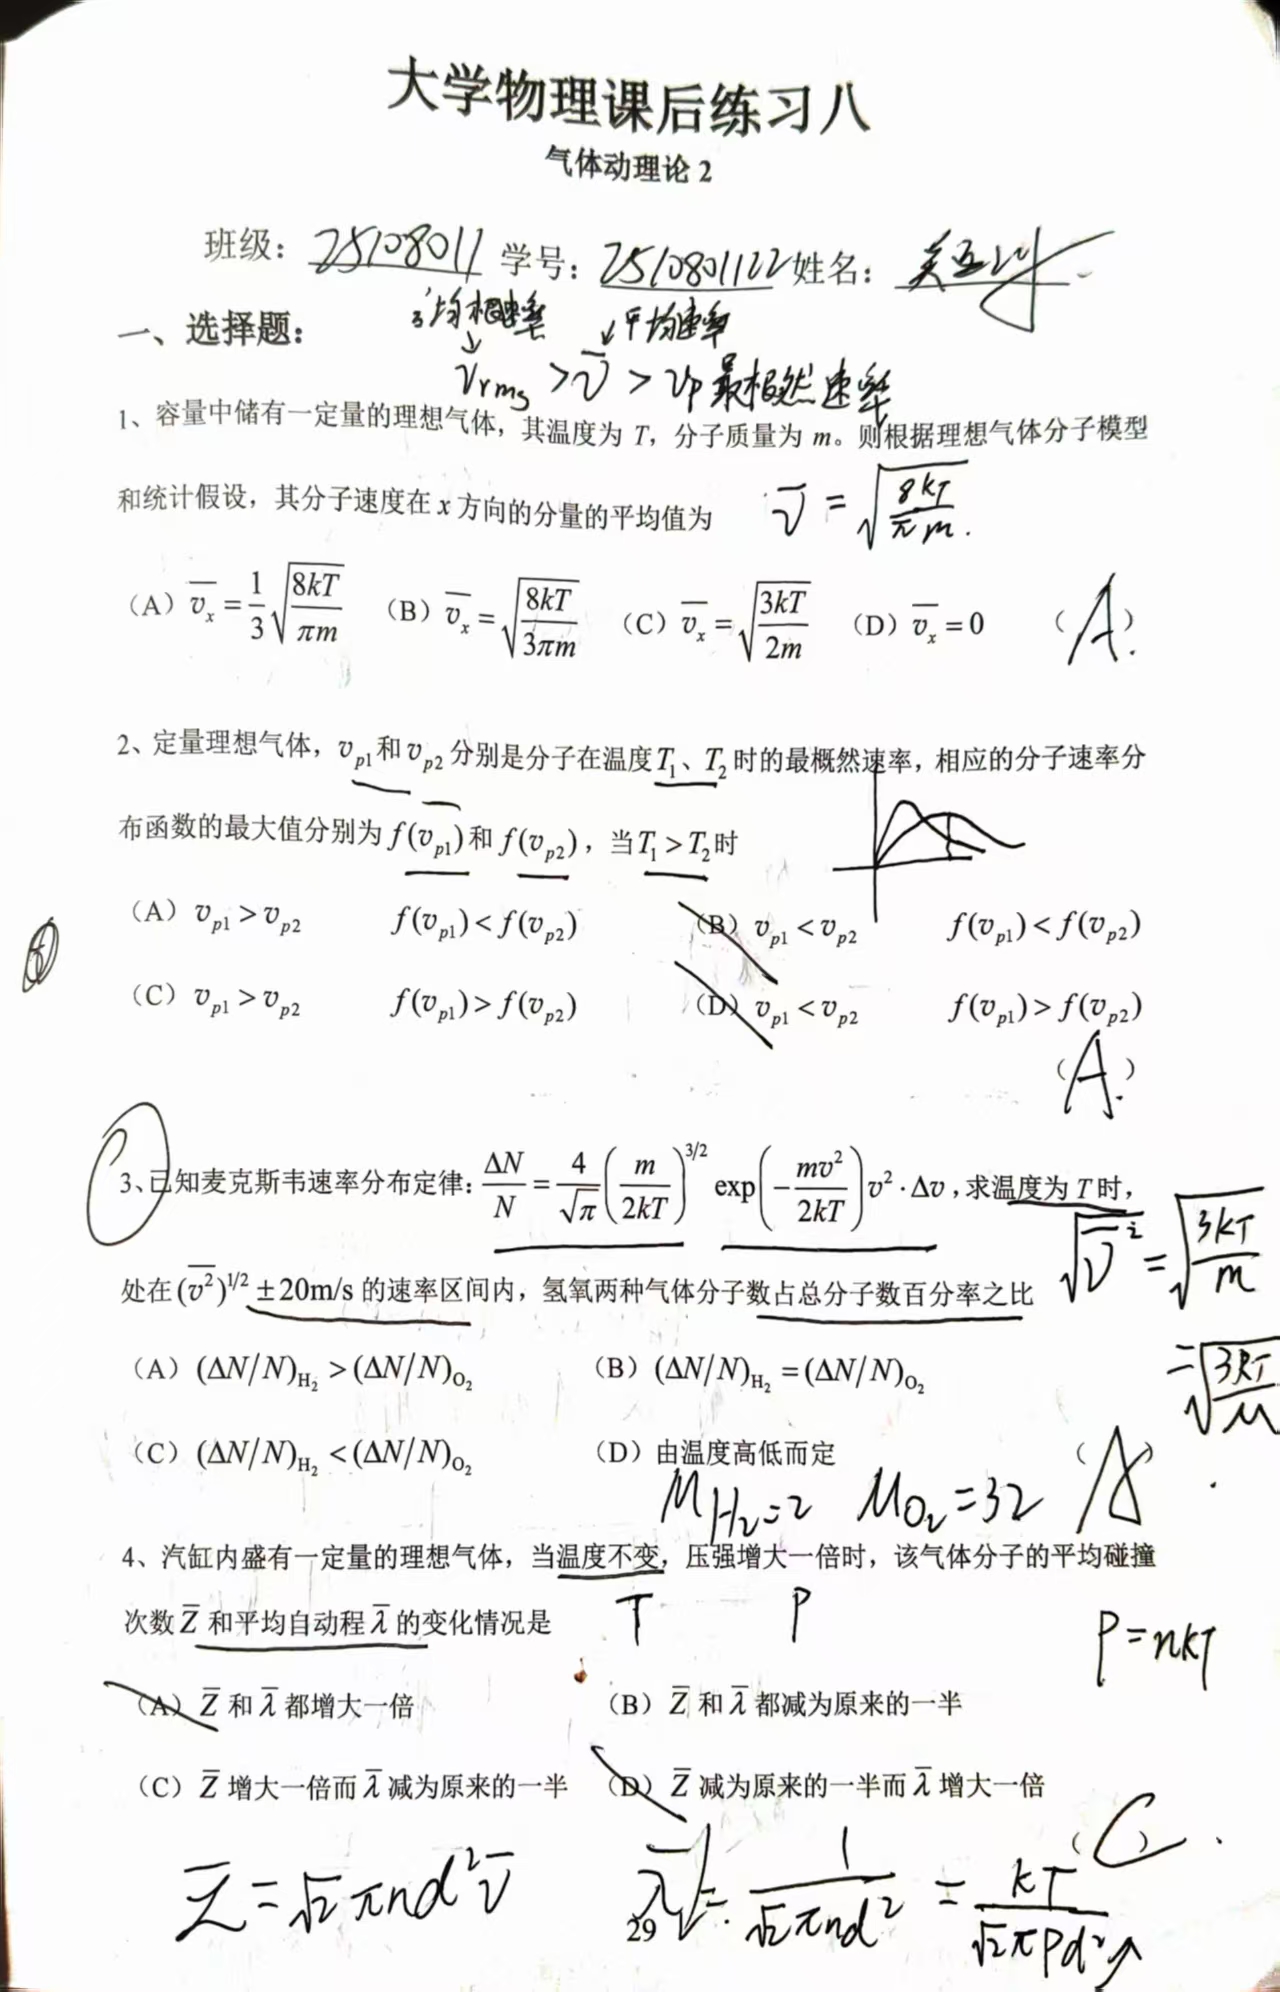 大学物理课后练习八
气体动理论 2
班级：25108011 学号：2510801122 姓名：
方均根速率 平均速率
一、选择题：
v_rms > v̅ > v_p 最概然速率
1、容量中储有一定量的理想气体，其温度为 T，分子质量为 m。则根据理想气体分子模型
和统计假设，其分子速度在 x 方向的分量的平均值为 v̅ = √(8kT/πm)
（A）v̅_x = 1/3 √(8kT/πm) （B）v̅_x = √(8kT/3πm) （C）v̅_x = √(3kT/2m) （D）v̅_x = 0 （A）
2、定量理想气体，v_p1 和 v_p2 分别是分子在温度 T₁、T₂ 时的最概然速率，相应的分子速率分
布函数的最大值分别为 f(v_p1) 和 f(v_p2)，当 T₁ > T₂ 时
（A）v_p1 > v_p2 f(v_p1) < f(v_p2) （B）v_p1 < v_p2 f(v_p1) < f(v_p2)
（C）v_p1 > v_p2 f(v_p1) > f(v_p2) （D）v_p1 < v_p2 f(v_p1) > f(v_p2)
（A）
3、已知麦克斯韦速率分布定律：ΔN/N = 4/√π (m/2kT)^{3/2} exp(−mv²/2kT) v² · Δv，求温度为 T 时，
√v̅² = √(3kT/m)
处在 (v̅²)^{1/2} ± 20m/s 的速率区间内，氢氧两种气体分子数占总分子数百分率之比
= √(3RT/M)
（A）(ΔN/N)_H₂ > (ΔN/N)_O₂ （B）(ΔN/N)_H₂ = (ΔN/N)_O₂
（C）(ΔN/N)_H₂ < (ΔN/N)_O₂ （D）由温度高低而定 （A）
M_H₂=2 M_O₂=32
4、汽缸内盛有一定量的理想气体，当温度不变，压强增大一倍时，该气体分子的平均碰撞
次数 Z̅ 和平均自动程 λ̅ 的变化情况是 T P P=nkT
（A）Z̅ 和 λ̅ 都增大一倍 （B）Z̅ 和 λ̅ 都减为原来的一半
（C）Z̅ 增大一倍而 λ̅ 减为原来的一半 （D）Z̅ 减为原来的一半而 λ̅ 增大一倍
（C）
Z̅ = √2 πnd² v̅ λ̅ = 1/(√2 πnd²) = kT/(√2 πPd²)
29